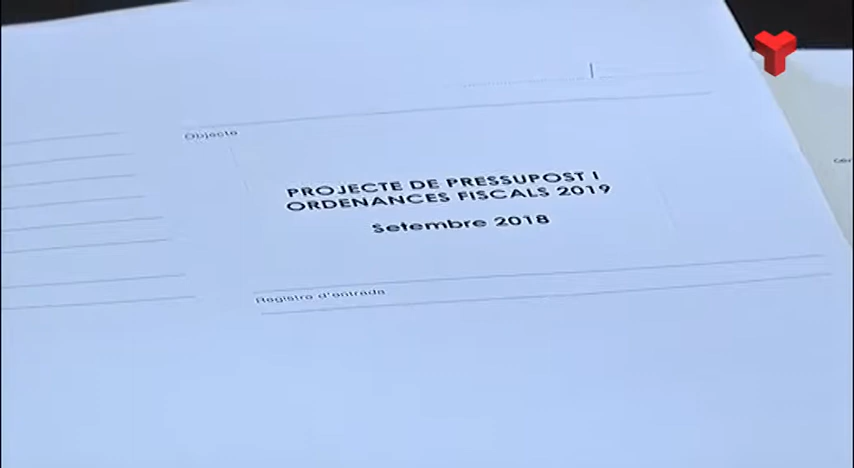 Objecte
PROJECTE DE PRESSUPOST I
ORDENANCES FISCALS 2019
Setembre 2018
Registre d'entrada